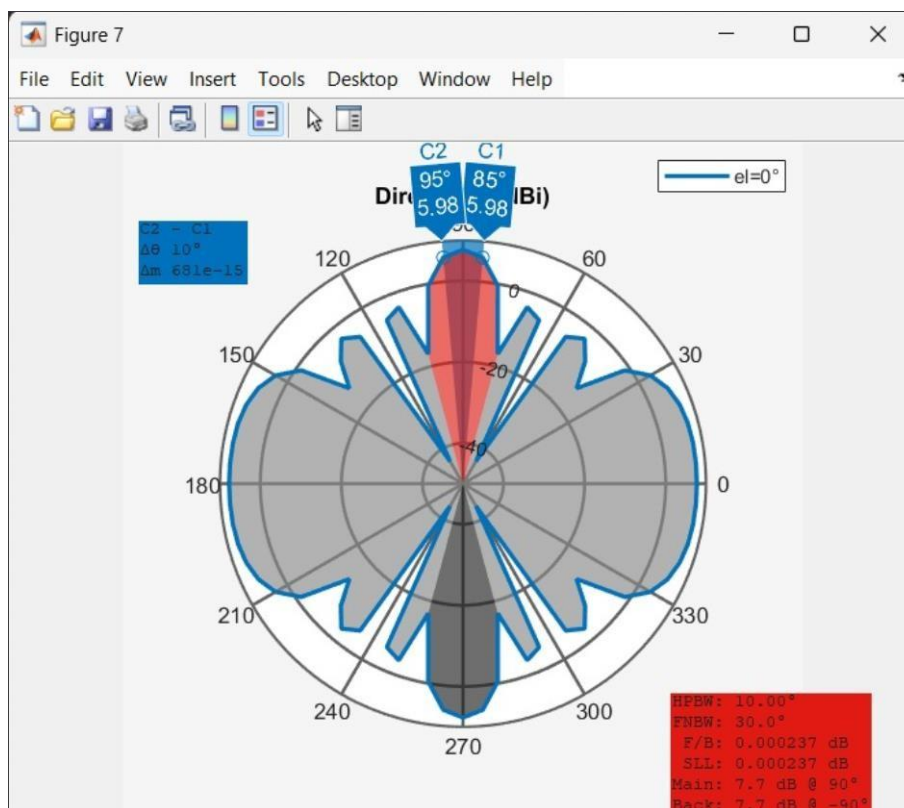 Figure 7
File Edit View Insert Tools Desktop Window Help
C2 C1
95° 85°
5.98 5.98
el=0°
C2 - C1
Δθ 10°
Δm 681e-15
120
60
0
150
30
-20
-40
180
0
210
330
240
300
270
HPBW: 10.00°
FNBW: 30.0°
F/B: 0.000237 dB
SLL: 0.000237 dB
Main: 7.7 dB @ 90°
Back: 7.7 dB @ -90°